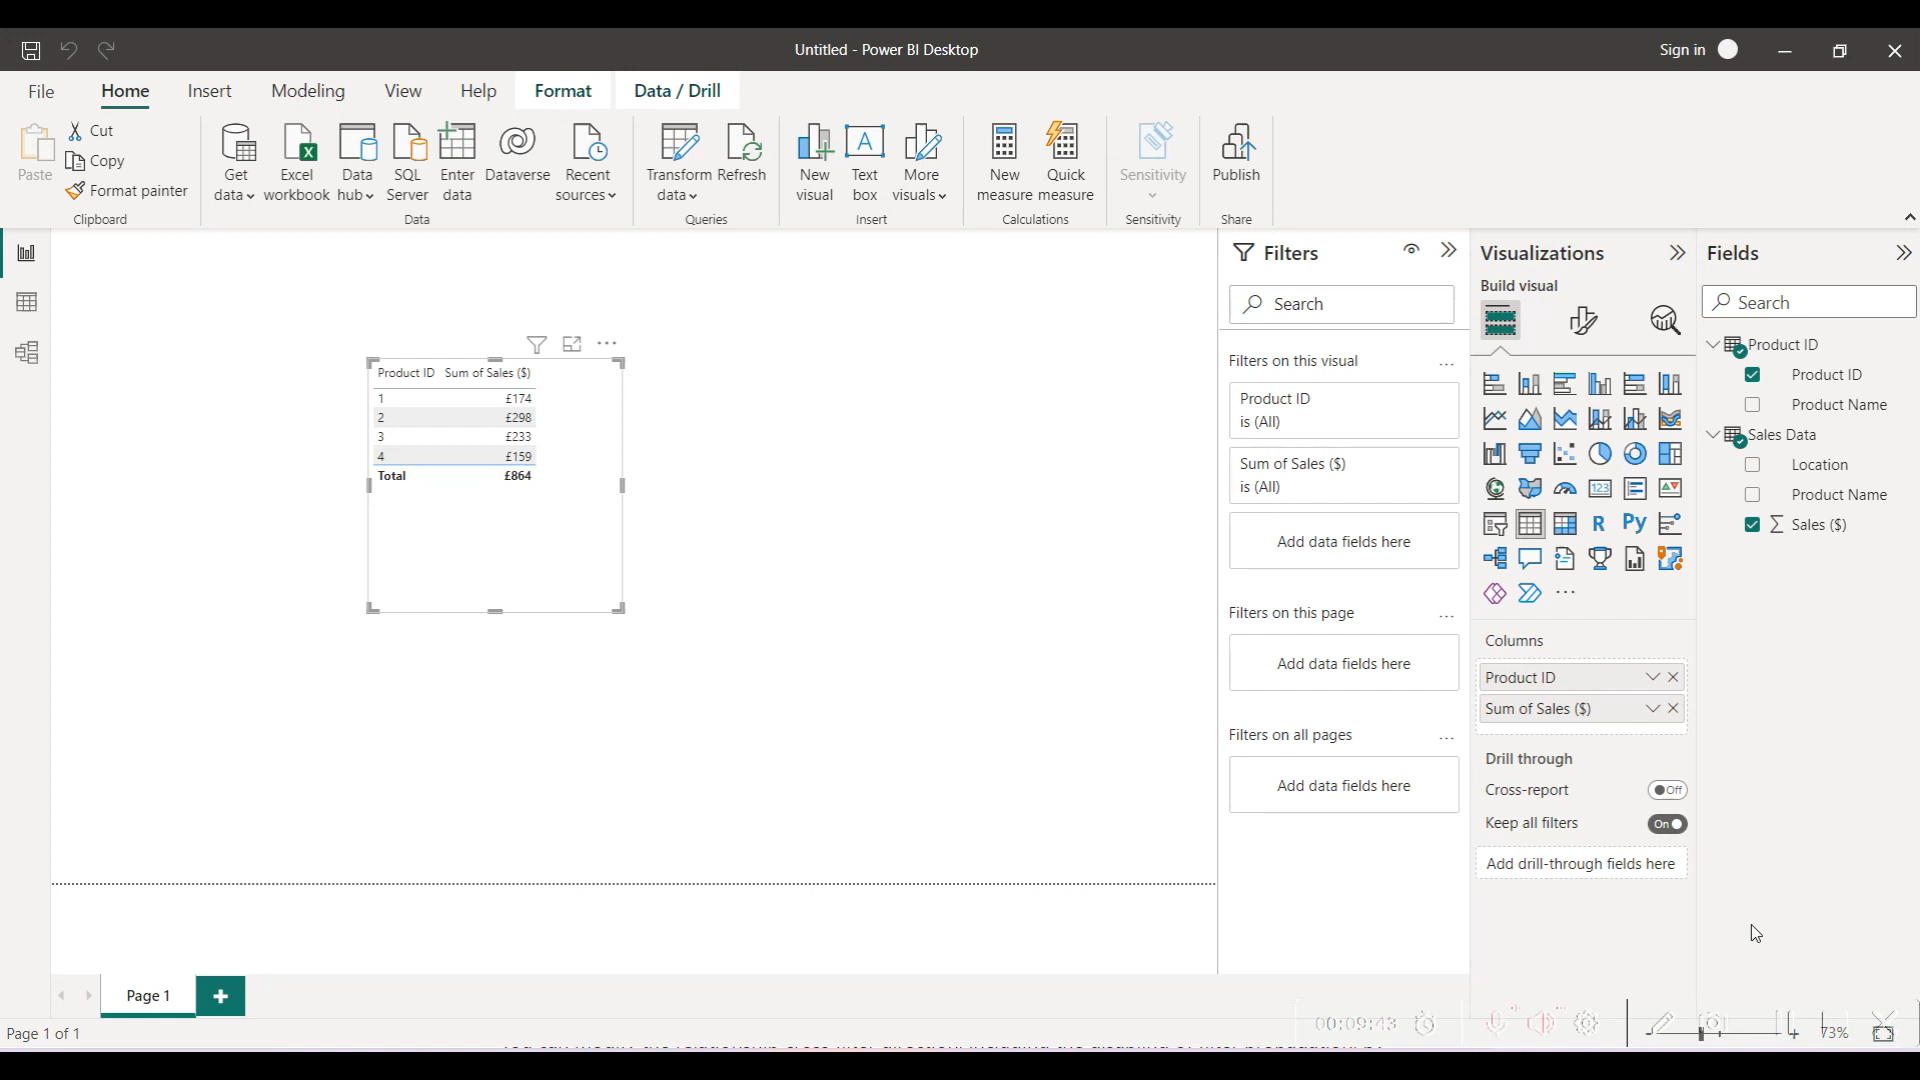 Untitled - Power BI Desktop
Sign in
File Home Insert Modeling View Help Format Data / Drill
Paste
Cut
Copy
Format painter
Clipboard
Get data
Excel workbook
Data hub
SQL Server
Enter data
Dataverse
Recent sources
Data
Transform data
Refresh
Queries
New visual
Text box
More visuals
Insert
New measure
Quick measure
Calculations
Sensitivity
Sensitivity
Publish
Share
Product ID Sum of Sales ($)
1 £174
2 £298
3 £233
4 £159
Total £864
Filters
Search
Filters on this visual ...
Product ID
is (All)
Sum of Sales ($)
is (All)
Add data fields here
Filters on this page ...
Add data fields here
Filters on all pages ...
Add data fields here
Visualizations
Build visual
123
R
Py
...
Columns
Product ID
Sum of Sales ($)
Drill through
Cross-report Off
Keep all filters On
Add drill-through fields here
Fields
Search
Product ID
Product ID
Product Name
Sales Data
Location
Product Name
Σ Sales ($)
Page 1
+
Page 1 of 1
00:09:43
- + 73%